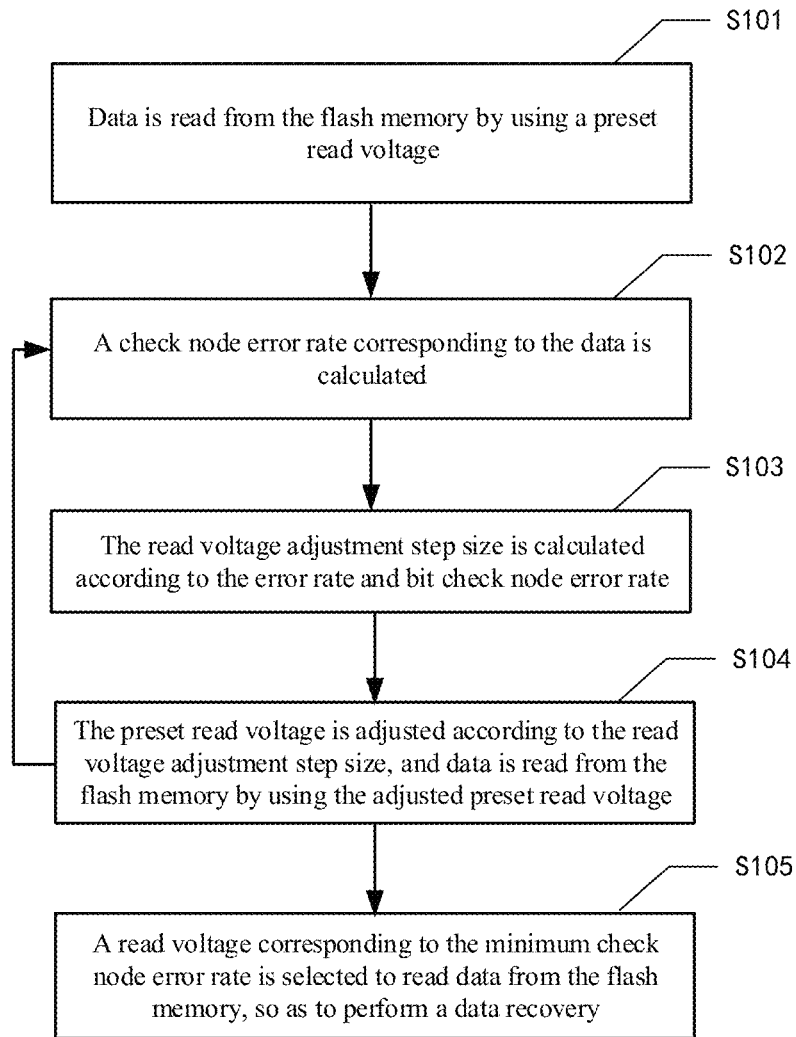 S101
Data is read from the flash memory by using a preset
read voltage
S102
A check node error rate corresponding to the data is
calculated
S103
The read voltage adjustment step size is calculated
according to the error rate and bit check node error rate
S104
The preset read voltage is adjusted according to the read
voltage adjustment step size, and data is read from the
flash memory by using the adjusted preset read voltage
S105
A read voltage corresponding to the minimum check
node error rate is selected to read data from the flash
memory, so as to perform a data recovery